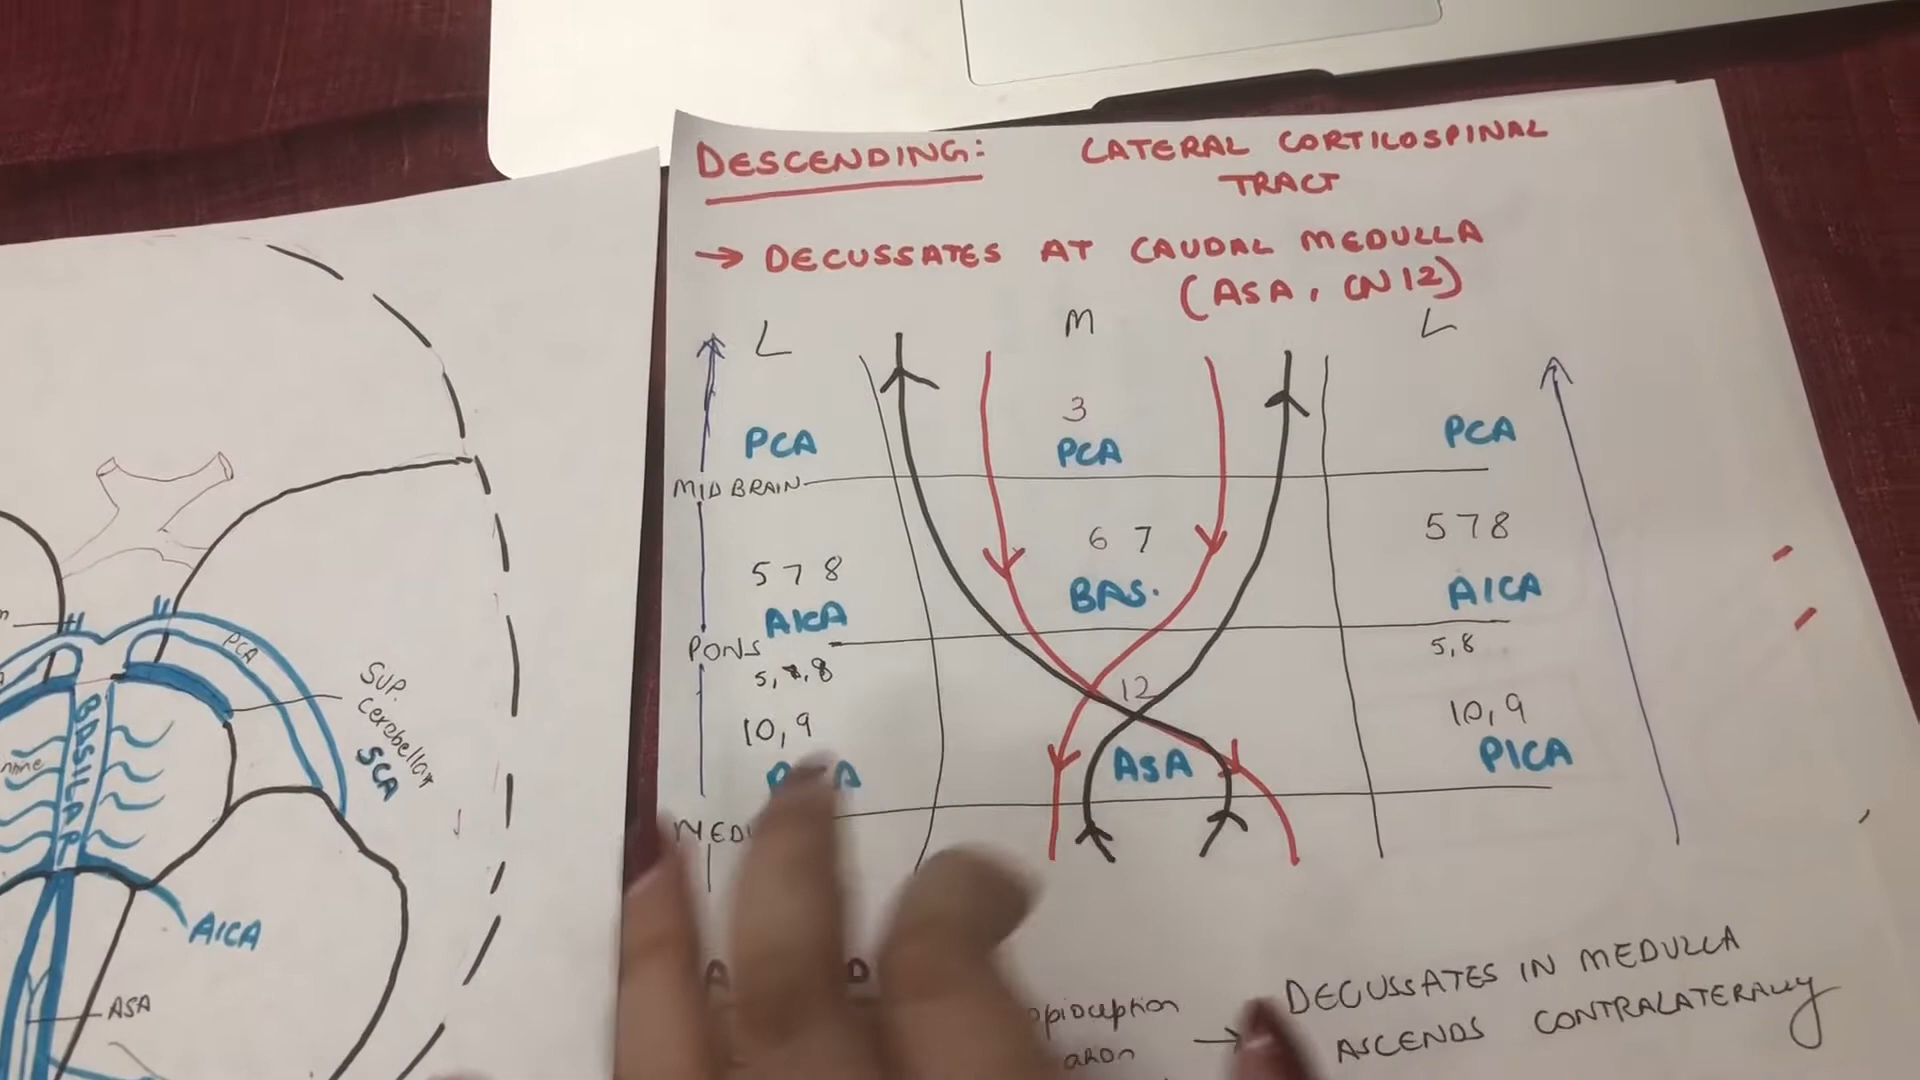 DESCENDING: LATERAL CORTICOSPINAL
TRACT
→ DECUSSATES AT CAUDAL MEDULLA
(ASA, CN12)
L M L
3
PCA PCA PCA
MIDBRAIN
6 7
578 578
BAS.
AICA AICA
PONS
5,8 5,8
12
10,9 10,9
ASA PICA
DECUSSATES IN MEDULLA
→ ASCENDS CONTRALATERALLY
PCA
SUP.
cerebellar
SCA
BASILAR
AICA
ASA